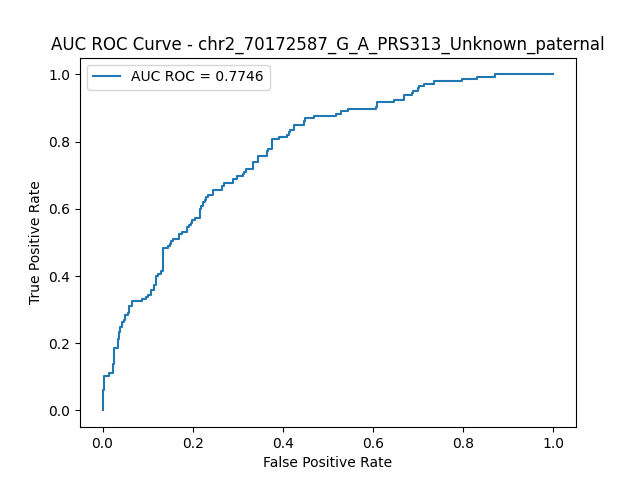 AUC ROC Curve - chr2_70172587_G_A_PRS313_Unknown_paternal
AUC ROC = 0.7746
True Positive Rate
1.0
0.8
0.6
0.4
0.2
0.0
0.0 0.2 0.4 0.6 0.8 1.0
False Positive Rate